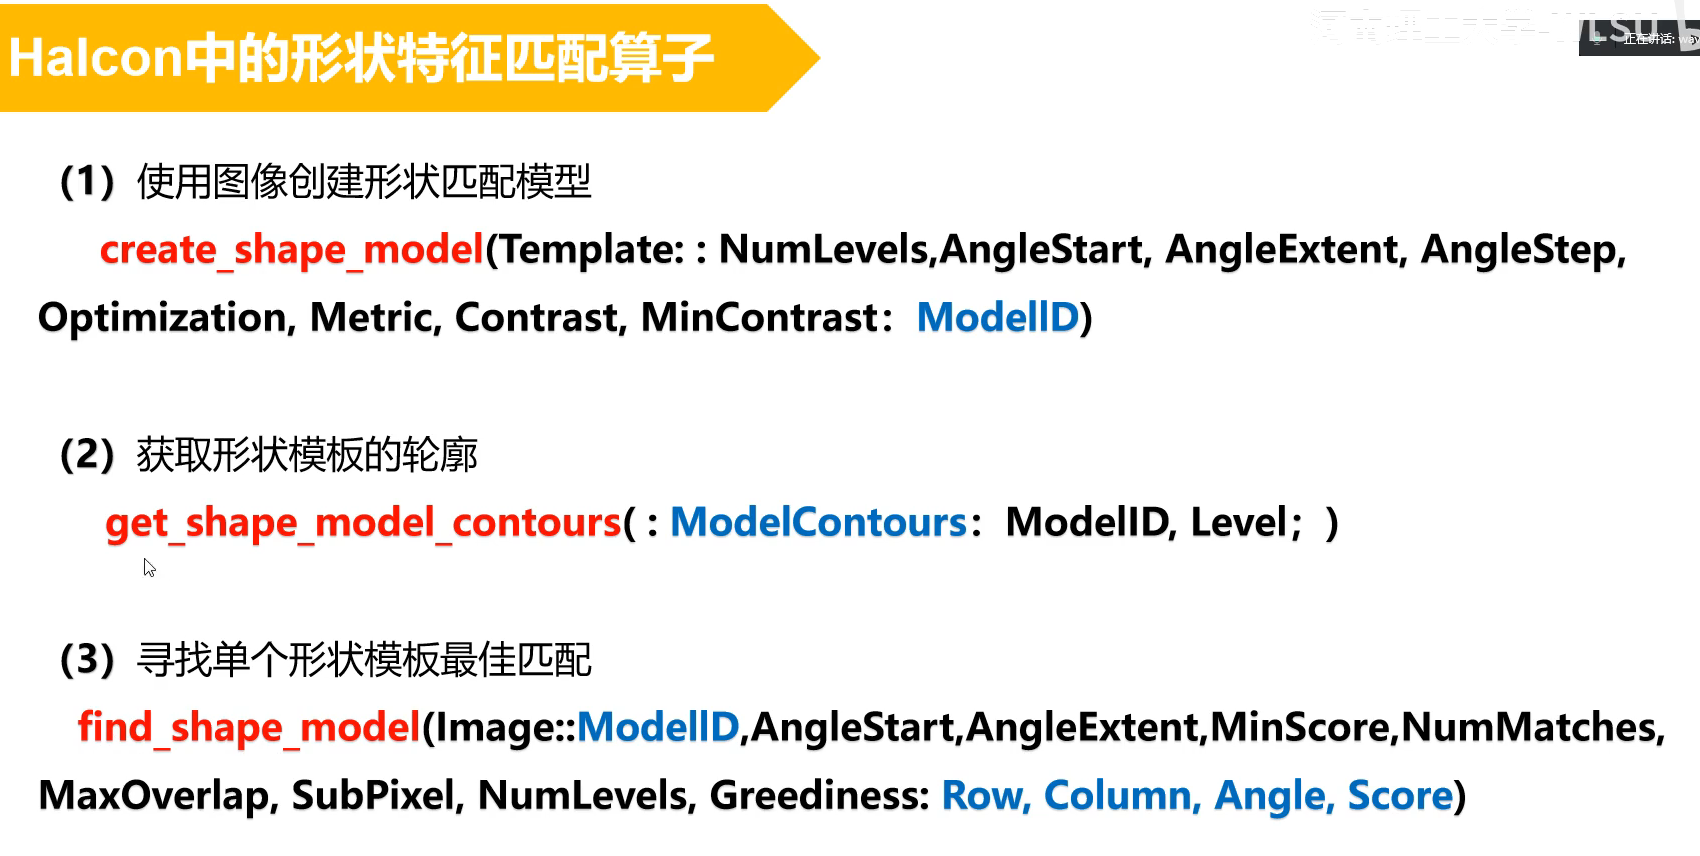 Halcon中的形状特征匹配算子
正在讲话: wav
(1) 使用图像创建形状匹配模型
create_shape_model(Template: : NumLevels,AngleStart, AngleExtent, AngleStep,
Optimization, Metric, Contrast, MinContrast：ModellD)
(2) 获取形状模板的轮廓
get_shape_model_contours( : ModelContours：ModelID, Level；)
(3) 寻找单个形状模板最佳匹配
find_shape_model(Image::ModellD,AngleStart,AngleExtent,MinScore,NumMatches,
MaxOverlap, SubPixel, NumLevels, Greediness: Row, Column, Angle, Score)